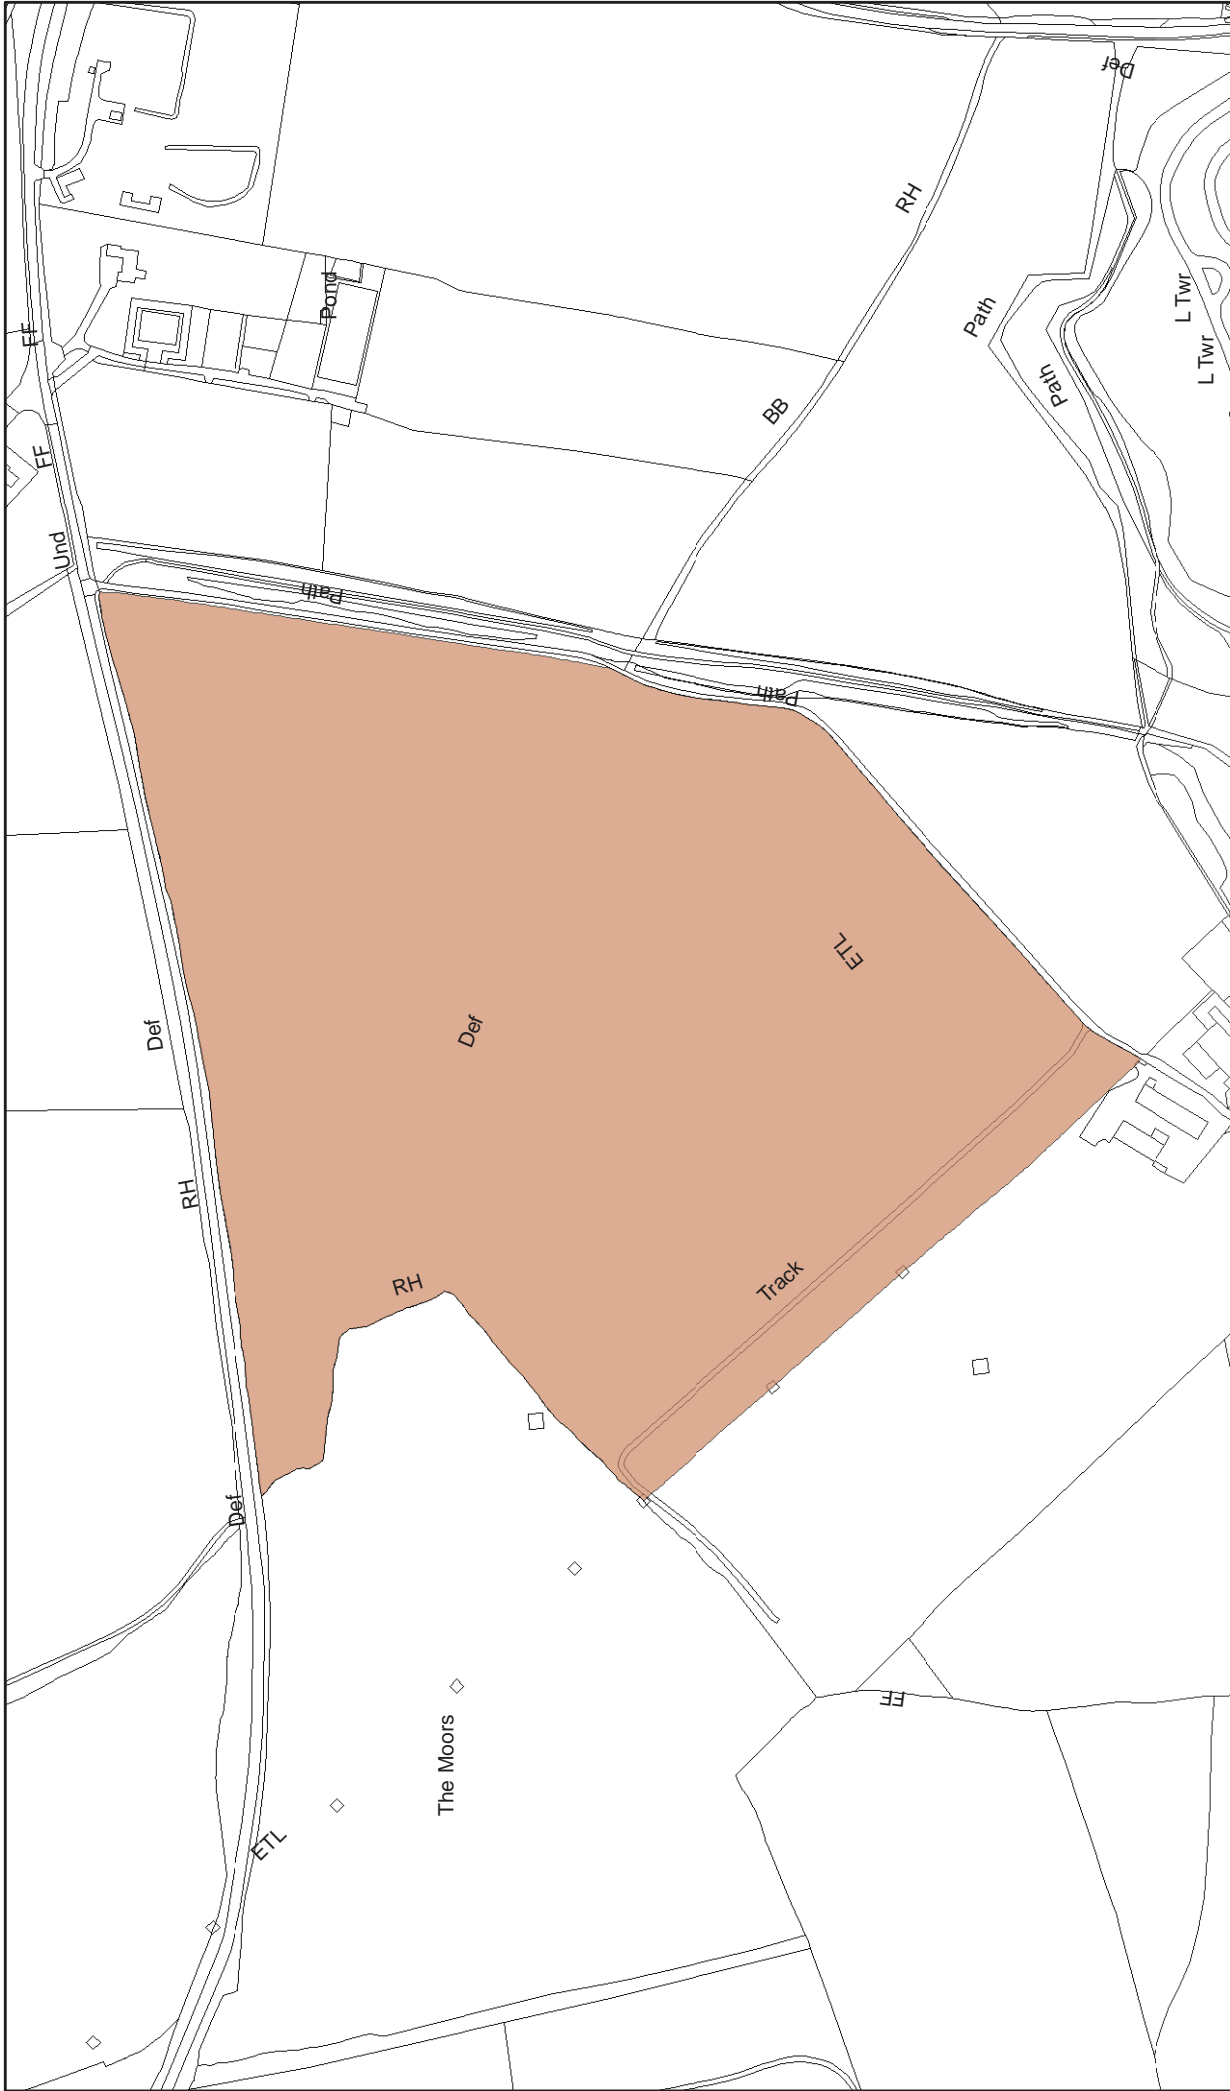 Def
RH
Path
L Twr
L Twr
Path
Pond
FF
BB
FF
Und
Path
Path
ETL
Def
Def
RH
RH
Track
Def
FF
The Moors
ETL